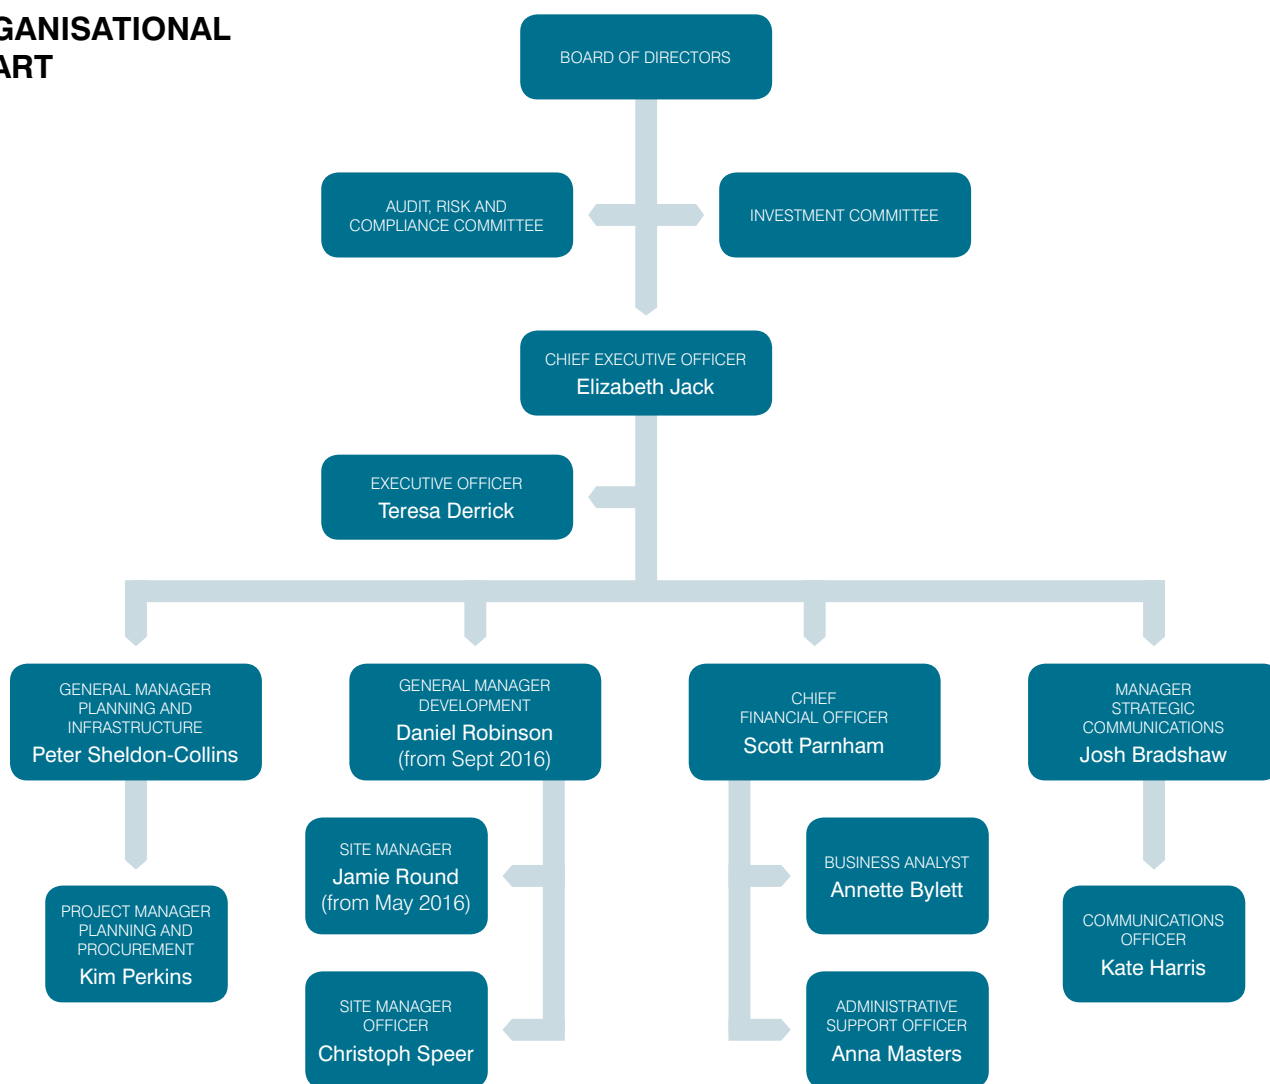 GANISATIONAL
ART
BOARD OF DIRECTORS
AUDIT, RISK AND
COMPLIANCE COMMITTEE
INVESTMENT COMMITTEE
CHIEF EXECUTIVE OFFICER
Elizabeth Jack
EXECUTIVE OFFICER
Teresa Derrick
GENERAL MANAGER
PLANNING AND
INFRASTRUCTURE
Peter Sheldon-Collins
GENERAL MANAGER
DEVELOPMENT
Daniel Robinson
(from Sept 2016)
CHIEF
FINANCIAL OFFICER
Scott Parnham
MANAGER
STRATEGIC
COMMUNICATIONS
Josh Bradshaw
PROJECT MANAGER
PLANNING AND
PROCUREMENT
Kim Perkins
SITE MANAGER
Jamie Round
(from May 2016)
SITE MANAGER
OFFICER
Christoph Speer
BUSINESS ANALYST
Annette Bylett
ADMINISTRATIVE
SUPPORT OFFICER
Anna Masters
COMMUNICATIONS
OFFICER
Kate Harris